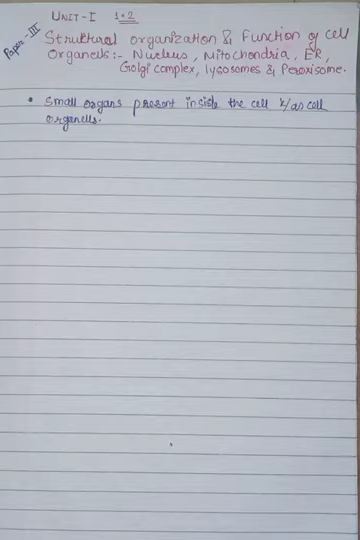 UNIT-I 1.2
Paper-III
Structural organization & Function of cell
Organells:- Nucleus, Mitochondria, ER,
Golgi complex, lysosomes & Peroxisome.
• Small organs present inside the cell k/as cell
organells.